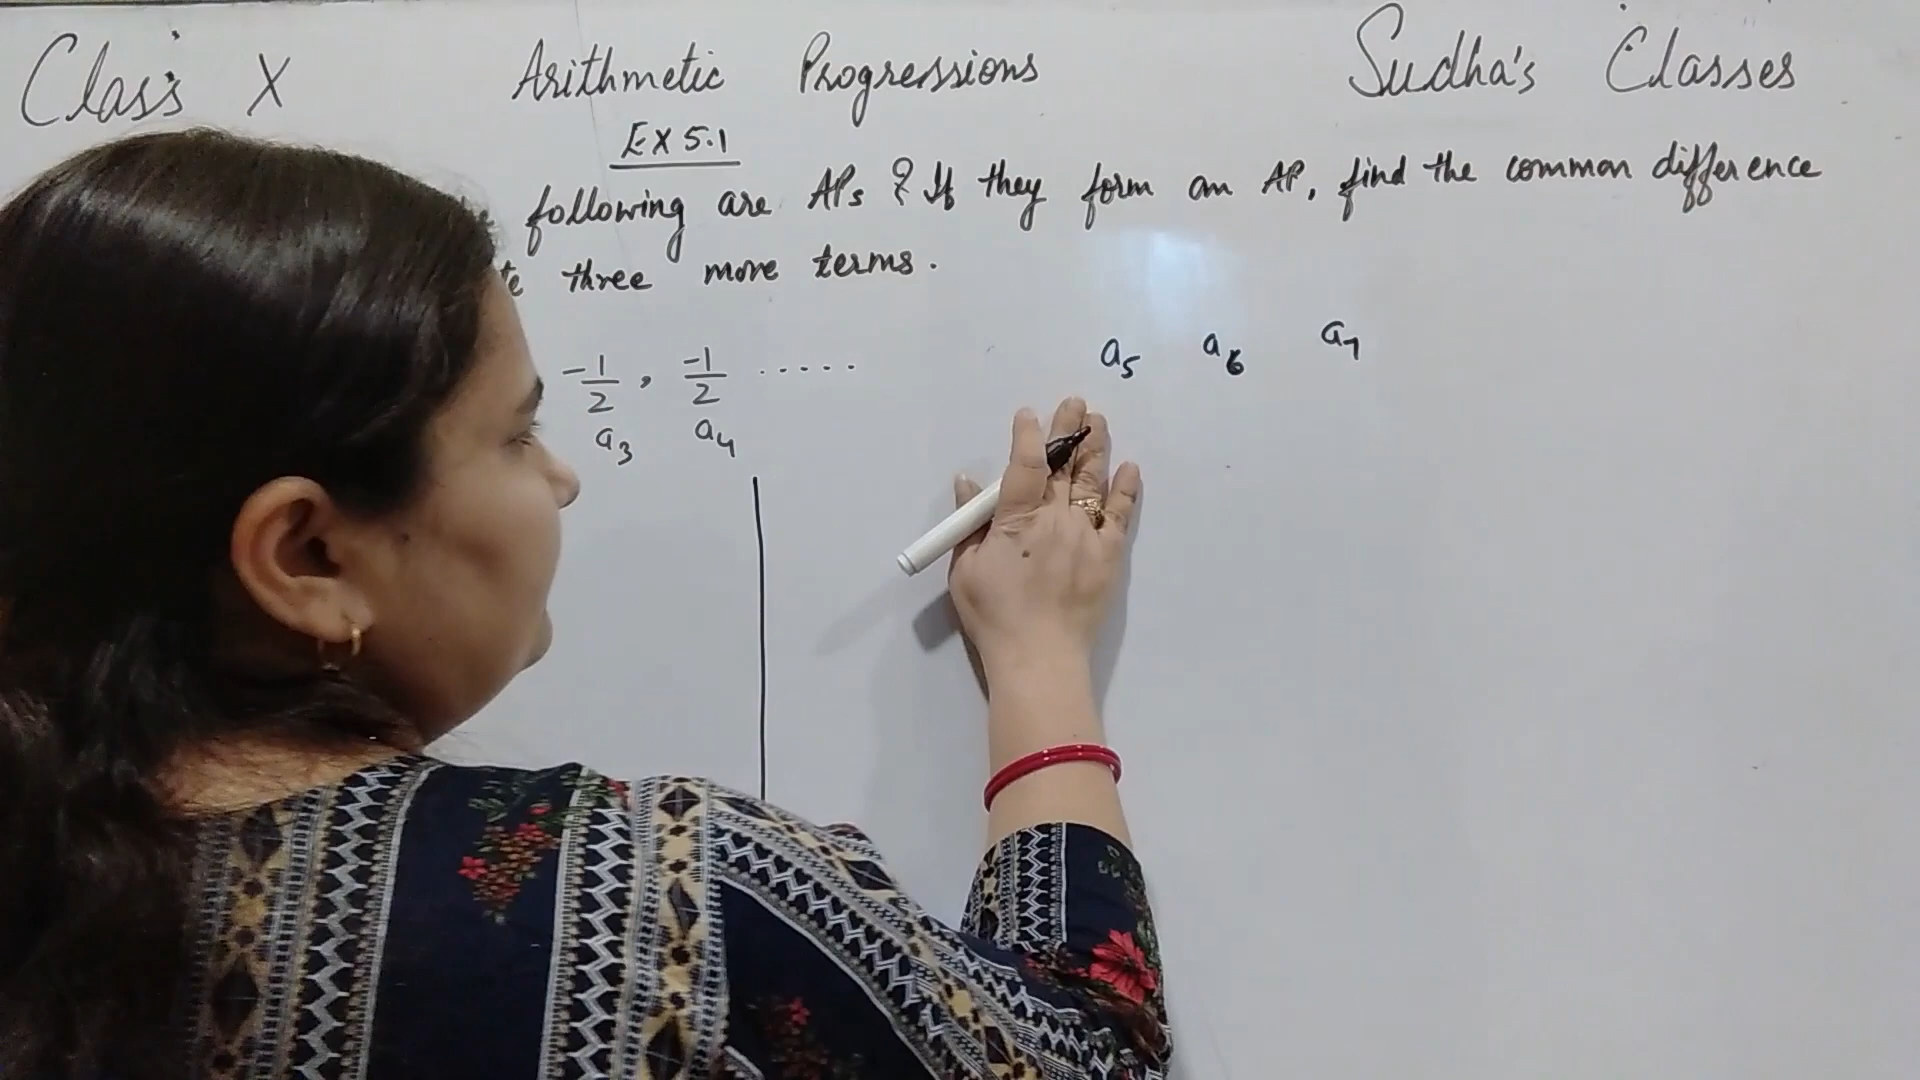 Class X Arithmetic Progressions Sudha's Classes
EX 5.1
following are APs ? If they form an AP, find the common difference
three more terms.
-1/2, -1/2 ..... a5 a6 a7
a3 a4